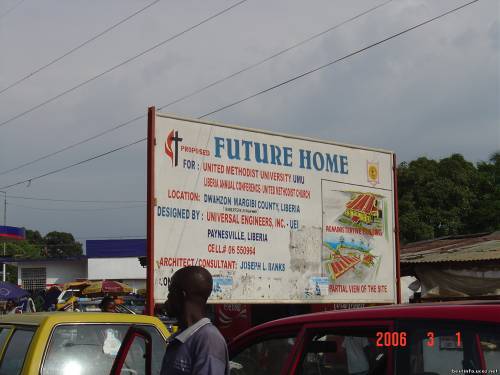 PROPOSED FUTURE HOME
FOR: UNITED METHODIST UNIVERSITY UMU
LIBERIA ANNUAL CONFERENCE: UNITED METHODIST CHURCH
LOCATION: DWAHZON MARGIBI COUNTY, LIBERIA
DESIGNED BY: UNIVERSAL ENGINEERS, INC.- UEI
PAYNESVILLE, LIBERIA
CELL# 06 550964
ARCHITECT/CONSULTANT: JOSEPH L. BANKS
PARTIAL VIEW OF THE SITE
2006 3 1